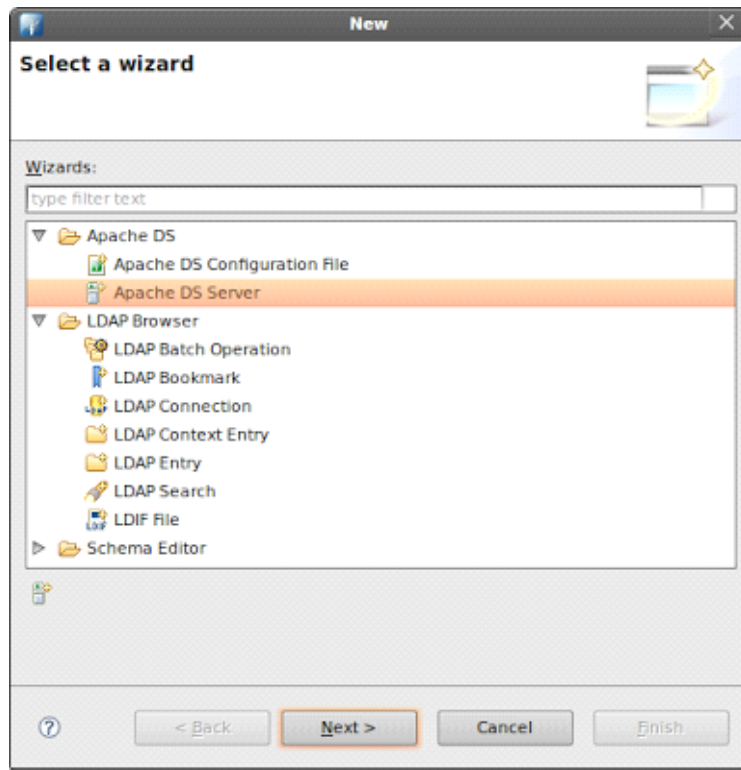 New
Select a wizard
Wizards:
type filter text
Apache DS
Apache DS Configuration File
Apache DS Server
LDAP Browser
LDAP Batch Operation
LDAP Bookmark
LDAP Connection
LDAP Context Entry
LDAP Entry
LDAP Search
LDIF File
Schema Editor
? < Back Next > Cancel Finish